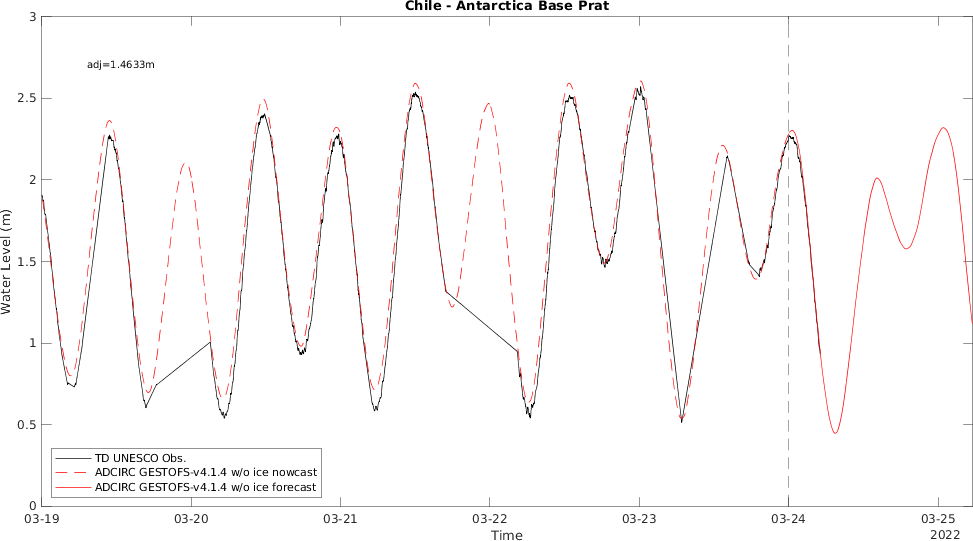 Chile - Antarctica Base Prat
adj=1.4633m
Water Level (m)
3
2.5
2
1.5
1
0.5
0
TD UNESCO Obs.
ADCIRC GESTOFS-v4.1.4 w/o ice nowcast
ADCIRC GESTOFS-v4.1.4 w/o ice forecast
03-19 03-20 03-21 03-22 03-23 03-24 03-25
Time
2022